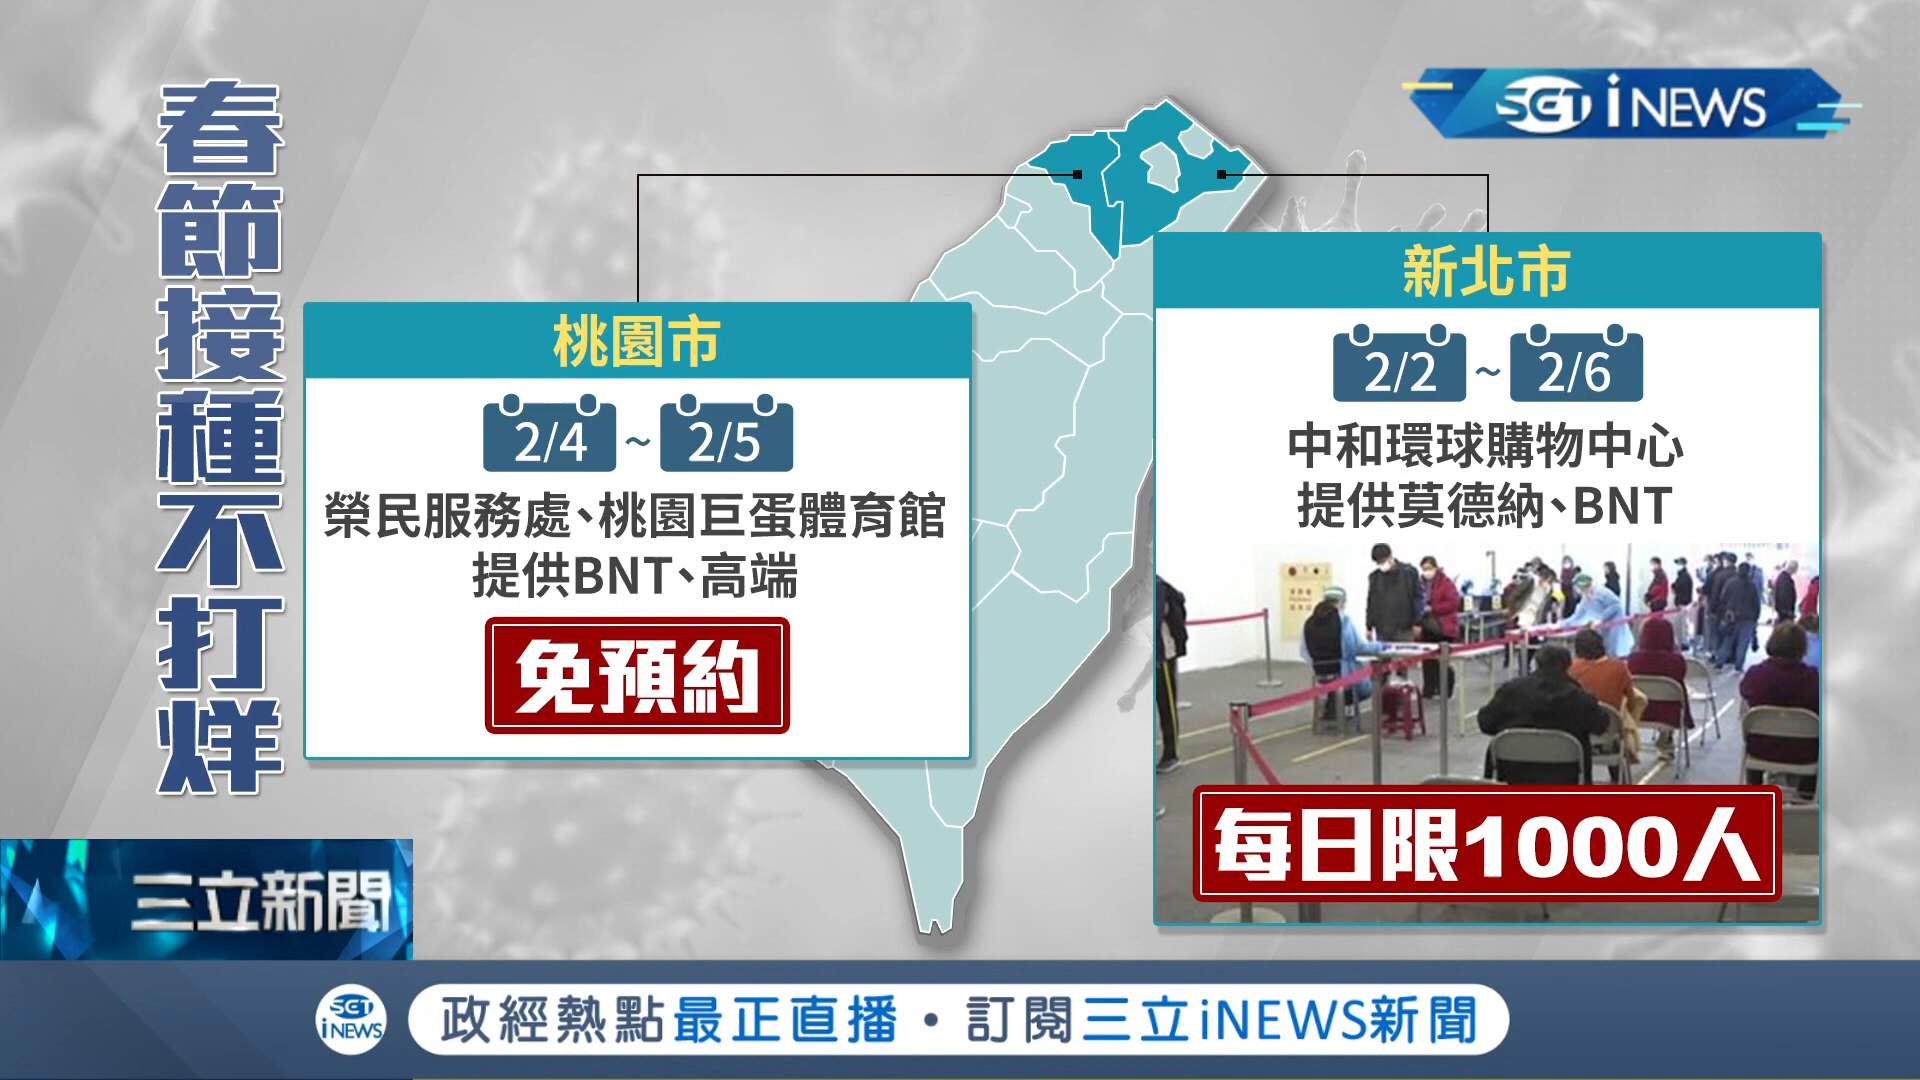 春節接種不打烊
SET iNEWS
桃園市
2/4 ~ 2/5
榮民服務處、桃園巨蛋體育館
提供BNT、高端
免預約
新北市
2/2 ~ 2/6
中和環球購物中心
提供莫德納、BNT
每日限1000人
三立新聞
SET iNEWS
政經熱點最正直播・訂閱三立iNEWS新聞